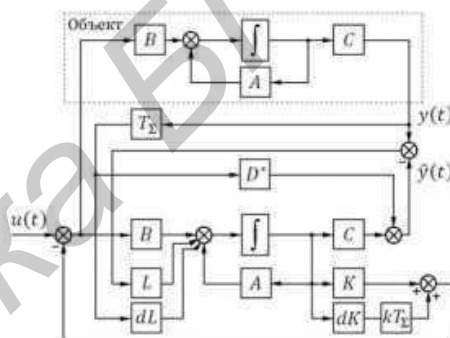 Объект
B
∫
C
A
T_Σ
y(t)
-
ŷ(t)
D*
u(t)
-
B
∫
C
L
A
K
+
+
dL
dK
kT_Σ